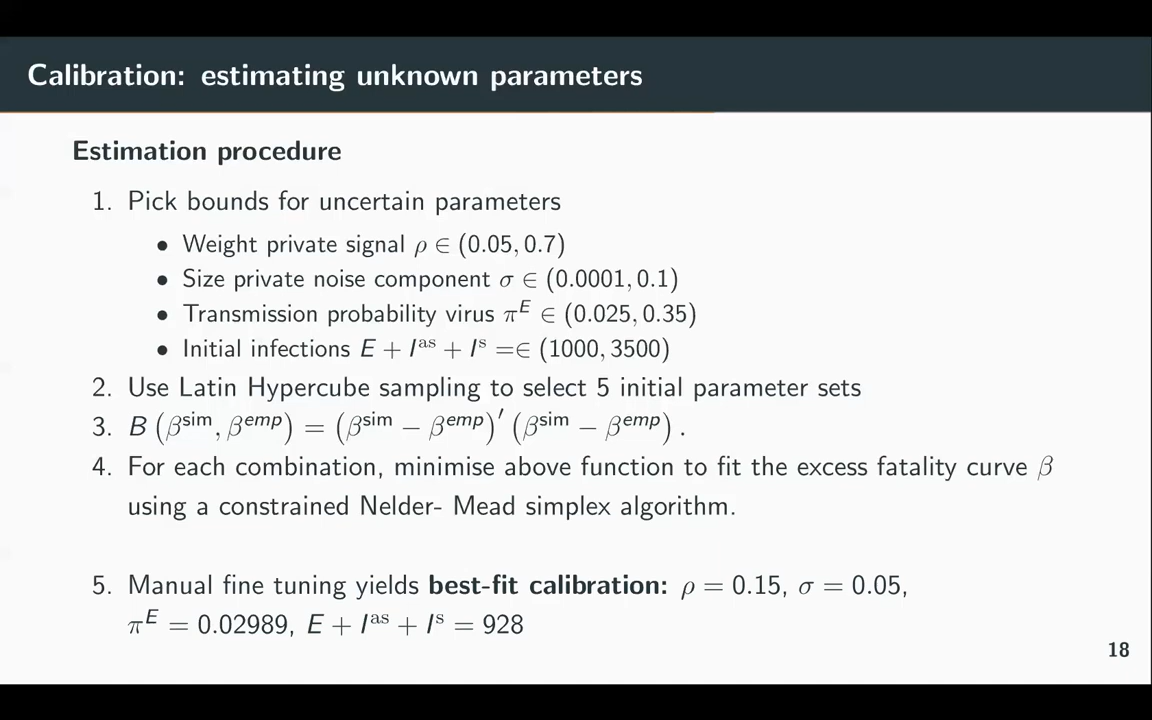 Calibration: estimating unknown parameters
Estimation procedure
1. Pick bounds for uncertain parameters
• Weight private signal ρ ∈ (0.05, 0.7)
• Size private noise component σ ∈ (0.0001, 0.1)
• Transmission probability virus π^E ∈ (0.025, 0.35)
• Initial infections E + I^as + I^s =∈ (1000, 3500)
2. Use Latin Hypercube sampling to select 5 initial parameter sets
3. B (β^sim, β^emp) = (β^sim − β^emp)′ (β^sim − β^emp) .
4. For each combination, minimise above function to fit the excess fatality curve β
using a constrained Nelder- Mead simplex algorithm.
5. Manual fine tuning yields best-fit calibration: ρ = 0.15, σ = 0.05,
π^E = 0.02989, E + I^as + I^s = 928
18